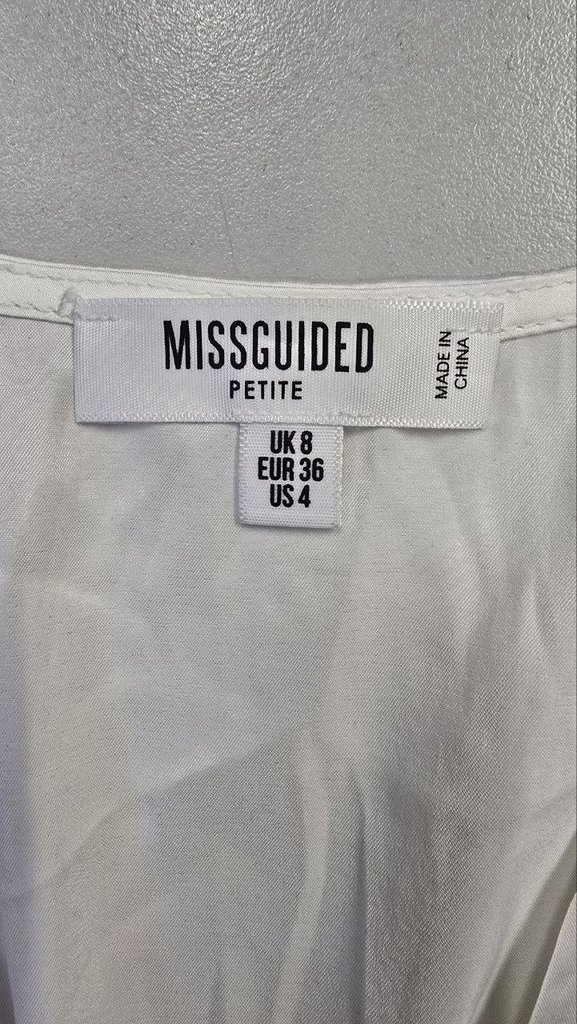 MISSGUIDED
PETITE
MADE IN
CHINA
UK 8
EUR 36
US 4